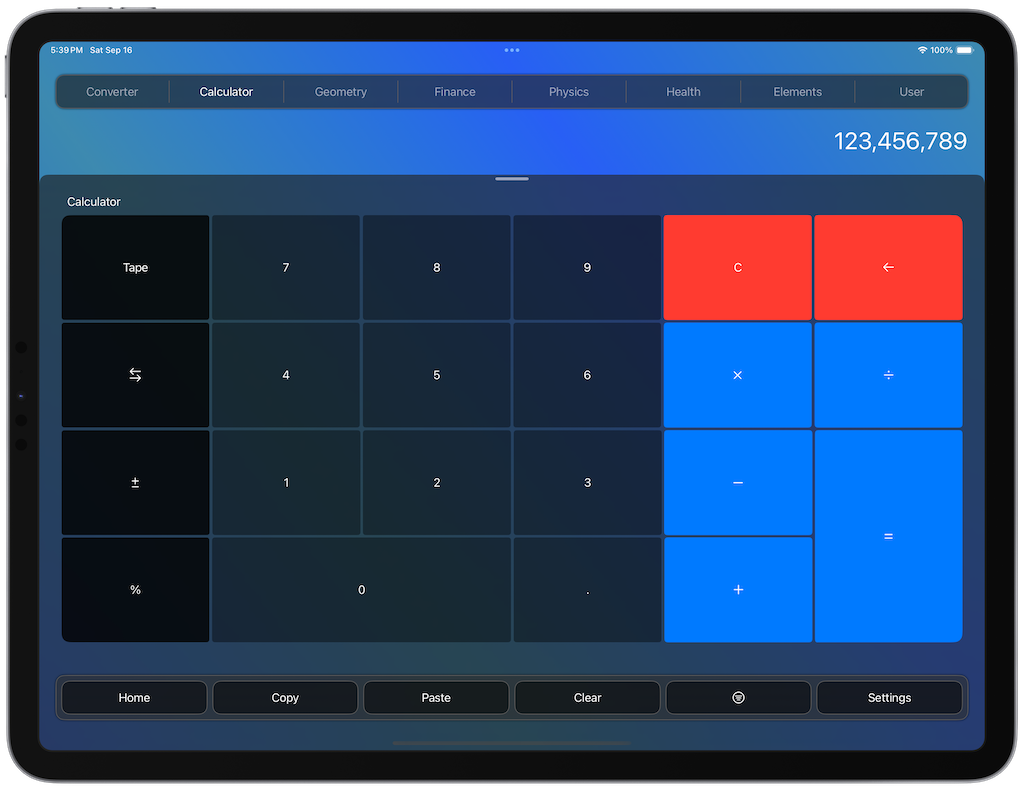 5:39 PM Sat Sep 16 100%
Converter Calculator Geometry Finance Physics Health Elements User
123,456,789
Calculator
Tape 7 8 9 C ←
⇆ 4 5 6 × ÷
± 1 2 3 −
=
% 0 . +
Home Copy Paste Clear Settings